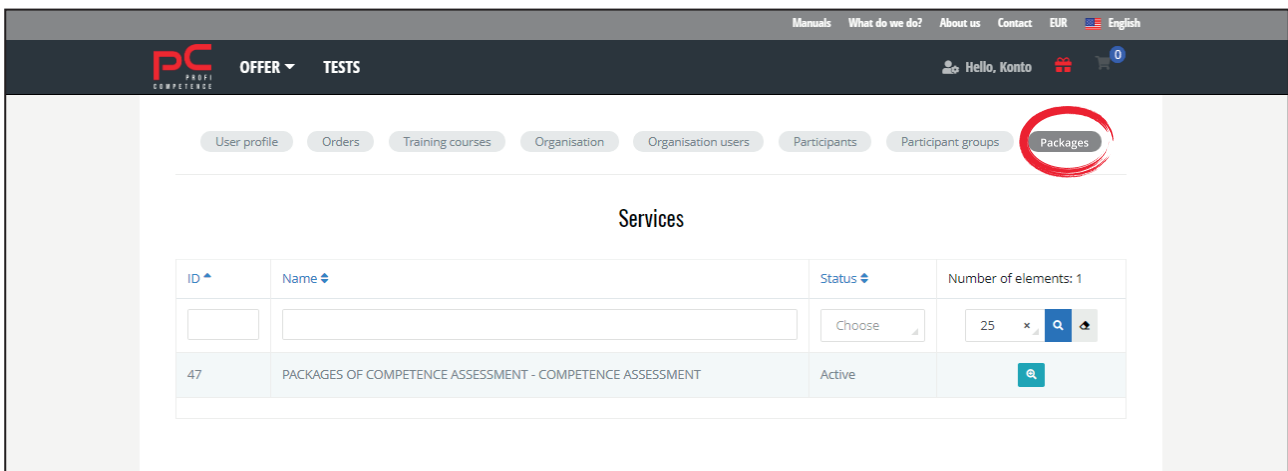 Manuals What do we do? About us Contact EUR English
PC
PROFI
COMPETENCE
OFFER TESTS Hello, Konto 0
User profile Orders Training courses Organisation Organisation users Participants Participant groups Packages
Services
ID Name Status Number of elements: 1
Choose 25 ×
47 PACKAGES OF COMPETENCE ASSESSMENT - COMPETENCE ASSESSMENT Active